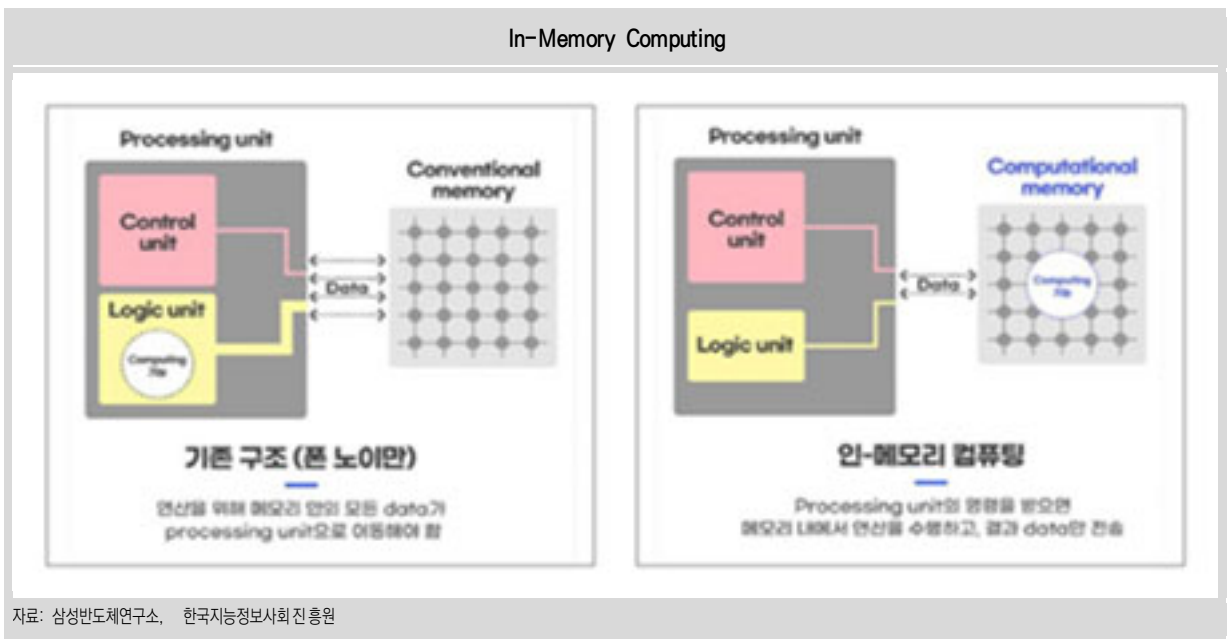 In-Memory Computing
Processing unit
Control
unit
Logic unit
Computing
기능
Data
Conventional
memory
기존 구조 (폰 노이만)
연산을 위해 메모리 안의 모든 data가
processing unit으로 이동해야 함
Processing unit
Control
unit
Logic unit
Data
Computational
memory
Computing
기능
인-메모리 컴퓨팅
Processing unit의 명령을 받으면
메모리 내에서 연산을 수행하고, 결과 data만 전송
자료: 삼성반도체연구소, 한국지능정보사회진흥원